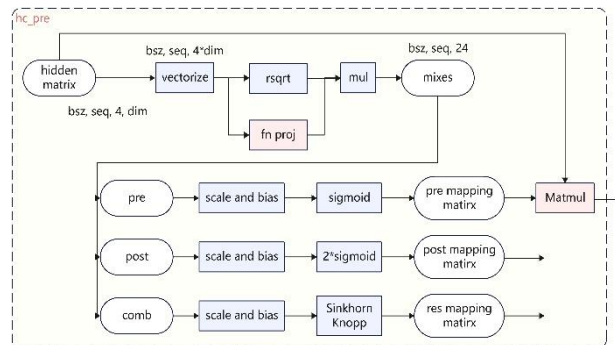 hc_pre
bsz, seq, 4*dim
bsz, seq, 24
hidden
matrix
vectorize
rsqrt
mul
mixes
bsz, seq, 4, dim
fn proj
pre
scale and bias
sigmoid
pre mapping
matirx
Matmul
post
scale and bias
2*sigmoid
post mapping
matirx
comb
scale and bias
Sinkhorn
Knopp
res mapping
matirx